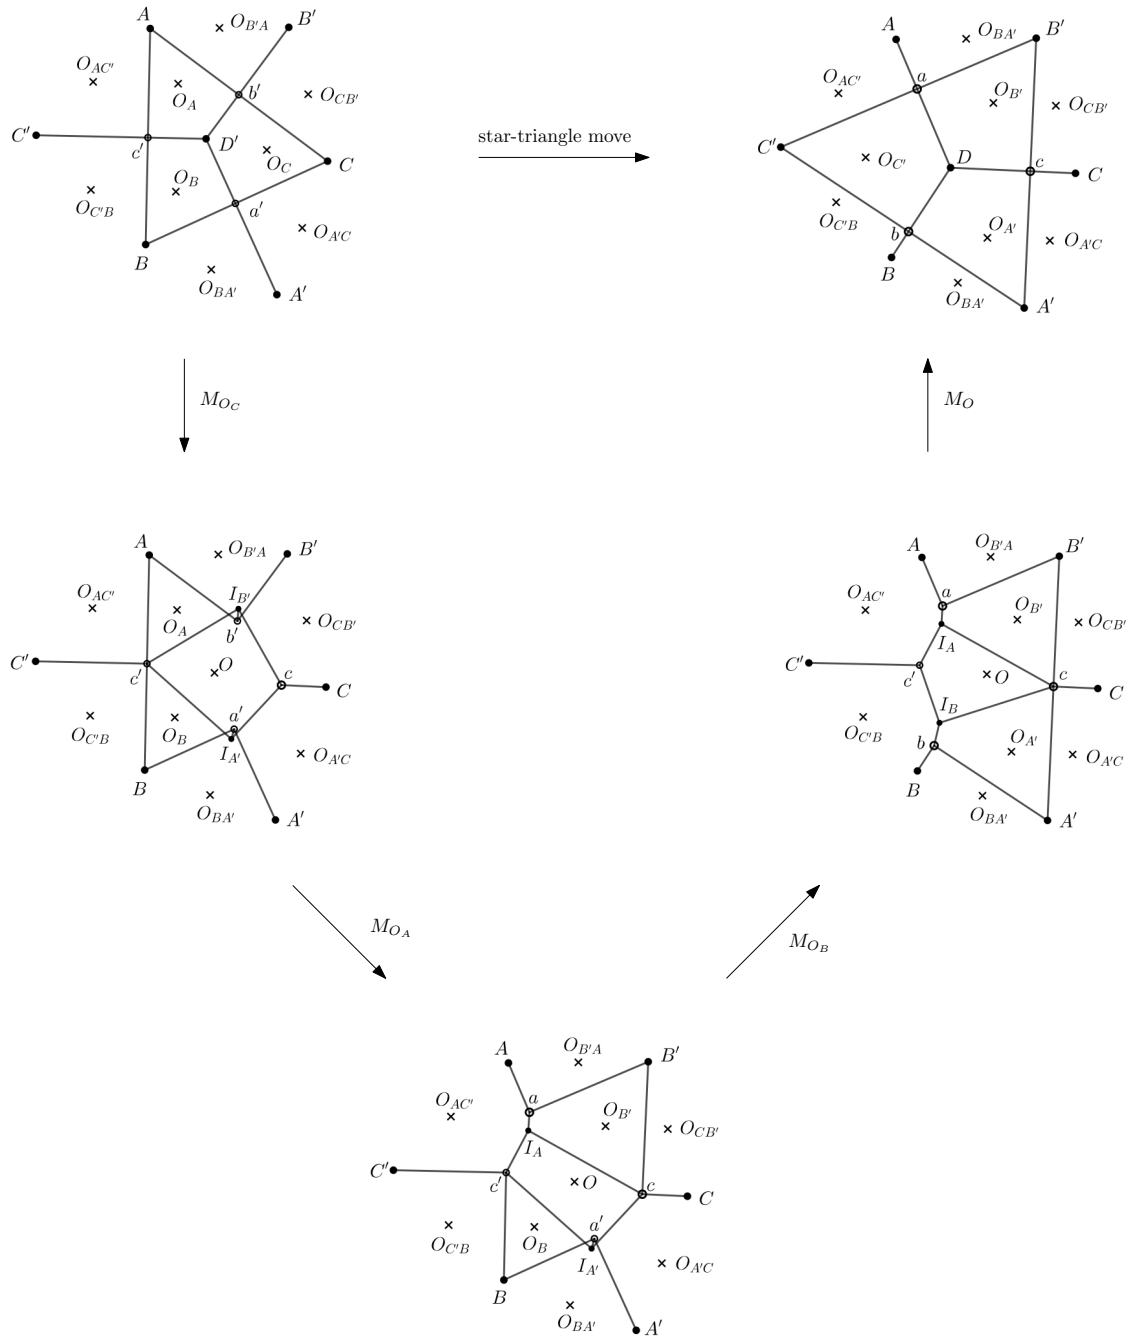 A
O_{B'A}
B'
O_{AC'}
O_A
b'
O_{CB'}
C'
c'
D'
O_C
C
O_B
O_{C'B}
a'
O_{A'C}
B
O_{BA'}
A'
star-triangle move
A
O_{BA'}
B'
O_{AC'}
a
O_{B'}
O_{CB'}
C'
O_{C'}
D
c
C
O_{C'B}
b
O_{A'}
O_{A'C}
B
O_{BA'}
A'
M_{O_C}
M_O
A
O_{B'A}
B'
O_{AC'}
I_{B'}
O_A
b'
O_{CB'}
C'
c'
O
c
C
O_{C'B}
O_B
a'
I_{A'}
O_{A'C}
B
O_{BA'}
A'
A
O_{B'A}
B'
O_{AC'}
a
O_{B'}
O_{CB'}
I_A
C'
c'
O
c
C
I_B
O_{C'B}
b
O_{A'}
O_{A'C}
B
O_{BA'}
A'
M_{O_A}
M_{O_B}
A
O_{B'A}
B'
O_{AC'}
a
O_{B'}
O_{CB'}
I_A
C'
c'
O
c
C
O_{C'B}
O_B
a'
I_{A'}
O_{A'C}
B
O_{BA'}
A'